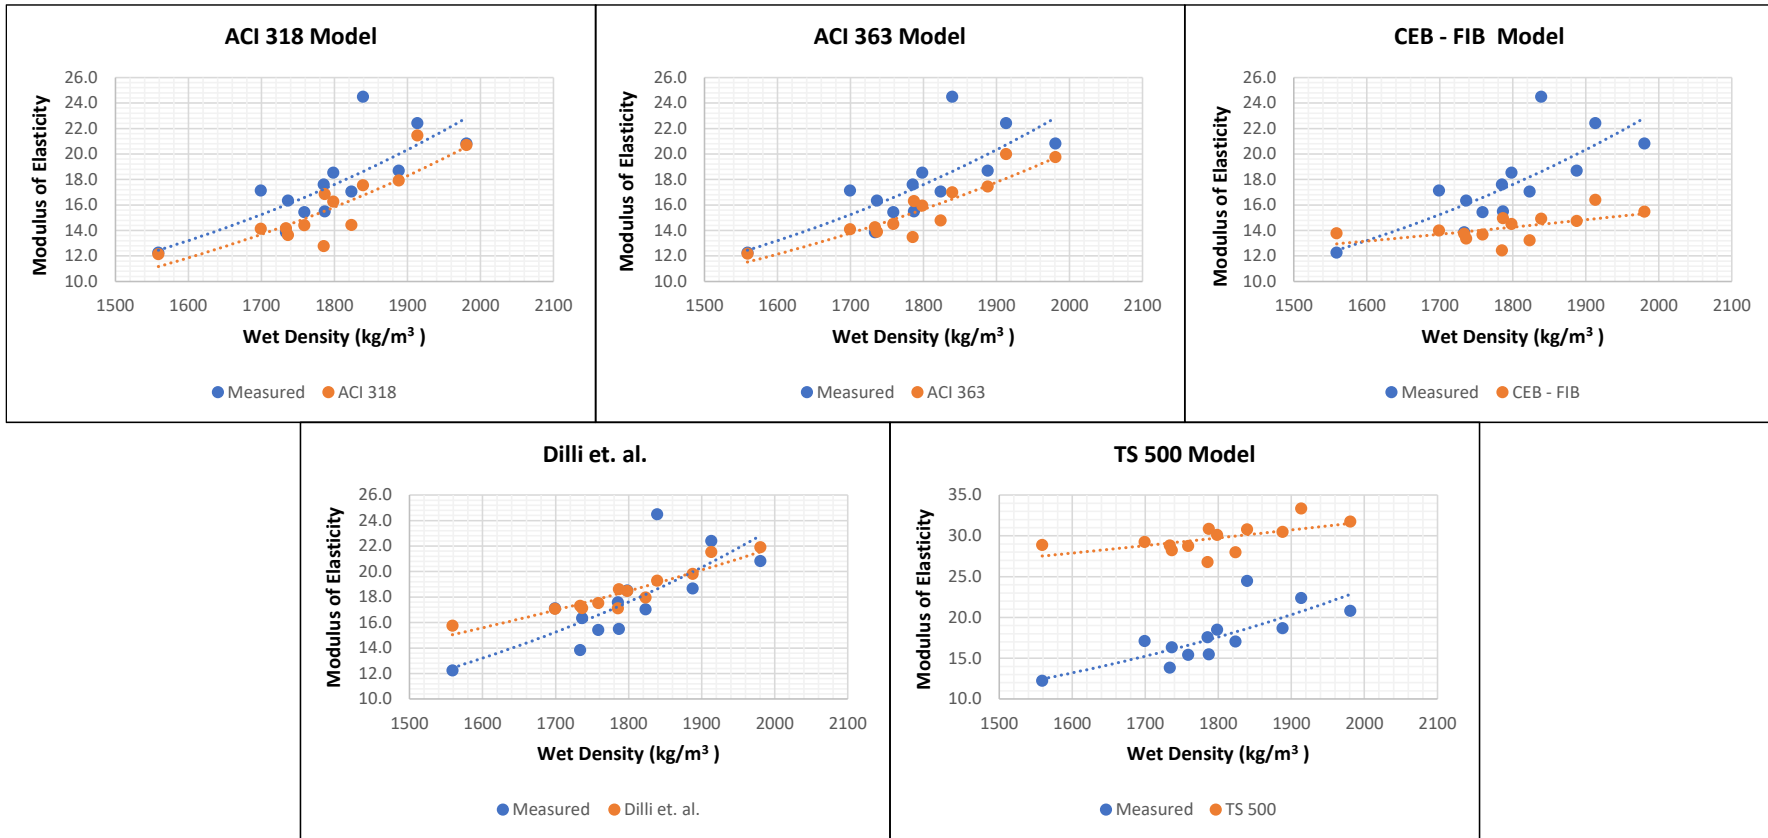 ACI 318 Model
26.0
24.0
22.0
20.0
18.0
16.0
14.0
12.0
10.0
Modulus of Elasticity
1500 1600 1700 1800 1900 2000 2100
Wet Density (kg/m³ )
Measured ACI 318
ACI 363 Model
26.0
24.0
22.0
20.0
18.0
16.0
14.0
12.0
10.0
Modulus of Elasticity
1500 1600 1700 1800 1900 2000 2100
Wet Density (kg/m³ )
Measured ACI 363
CEB - FIB Model
26.0
24.0
22.0
20.0
18.0
16.0
14.0
12.0
10.0
Modulus of Elasticity
1500 1600 1700 1800 1900 2000 2100
Wet Density (kg/m³ )
Measured CEB - FIB
Dilli et. al.
26.0
24.0
22.0
20.0
18.0
16.0
14.0
12.0
10.0
Modulus of Elasticity
1500 1600 1700 1800 1900 2000 2100
Wet Density (kg/m³ )
Measured Dilli et. al.
TS 500 Model
35.0
30.0
25.0
20.0
15.0
10.0
Modulus of Elasticity
1500 1600 1700 1800 1900 2000 2100
Wet Density (kg/m³ )
Measured TS 500